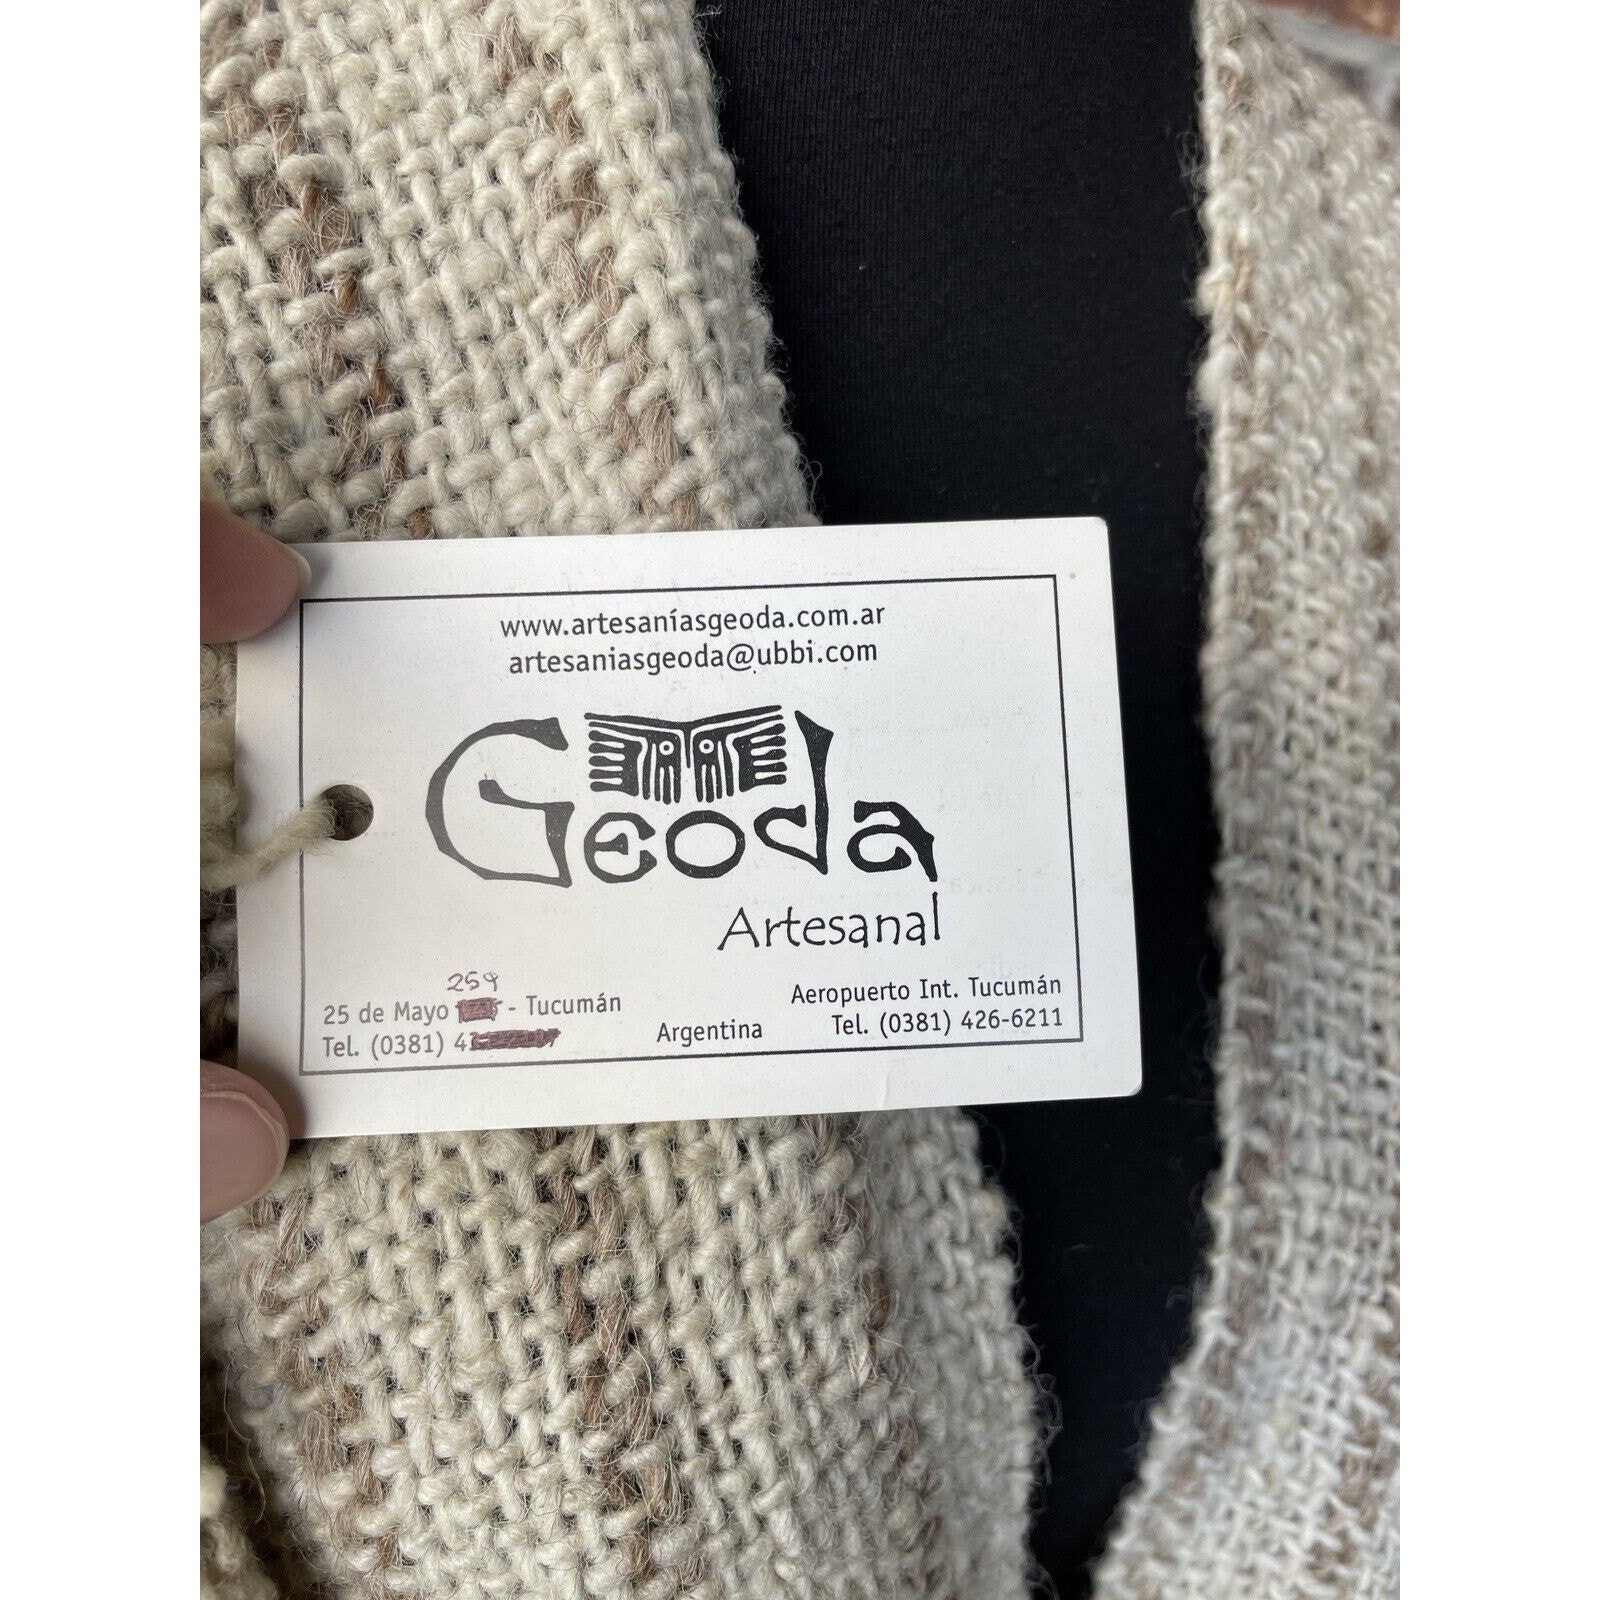 www.artesaníasgeoda.com.ar
artesaniasgeoda@ubbi.com
Geoda
Artesanal
259
25 de Mayo - Tucumán
Tel. (0381) 4
Argentina
Aeropuerto Int. Tucumán
Tel. (0381) 426-6211